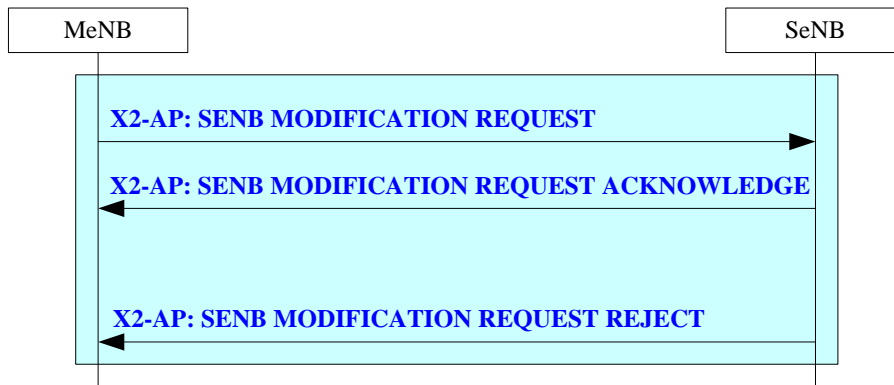 MeNB
SeNB
X2-AP: SENB MODIFICATION REQUEST
X2-AP: SENB MODIFICATION REQUEST ACKNOWLEDGE
X2-AP: SENB MODIFICATION REQUEST REJECT